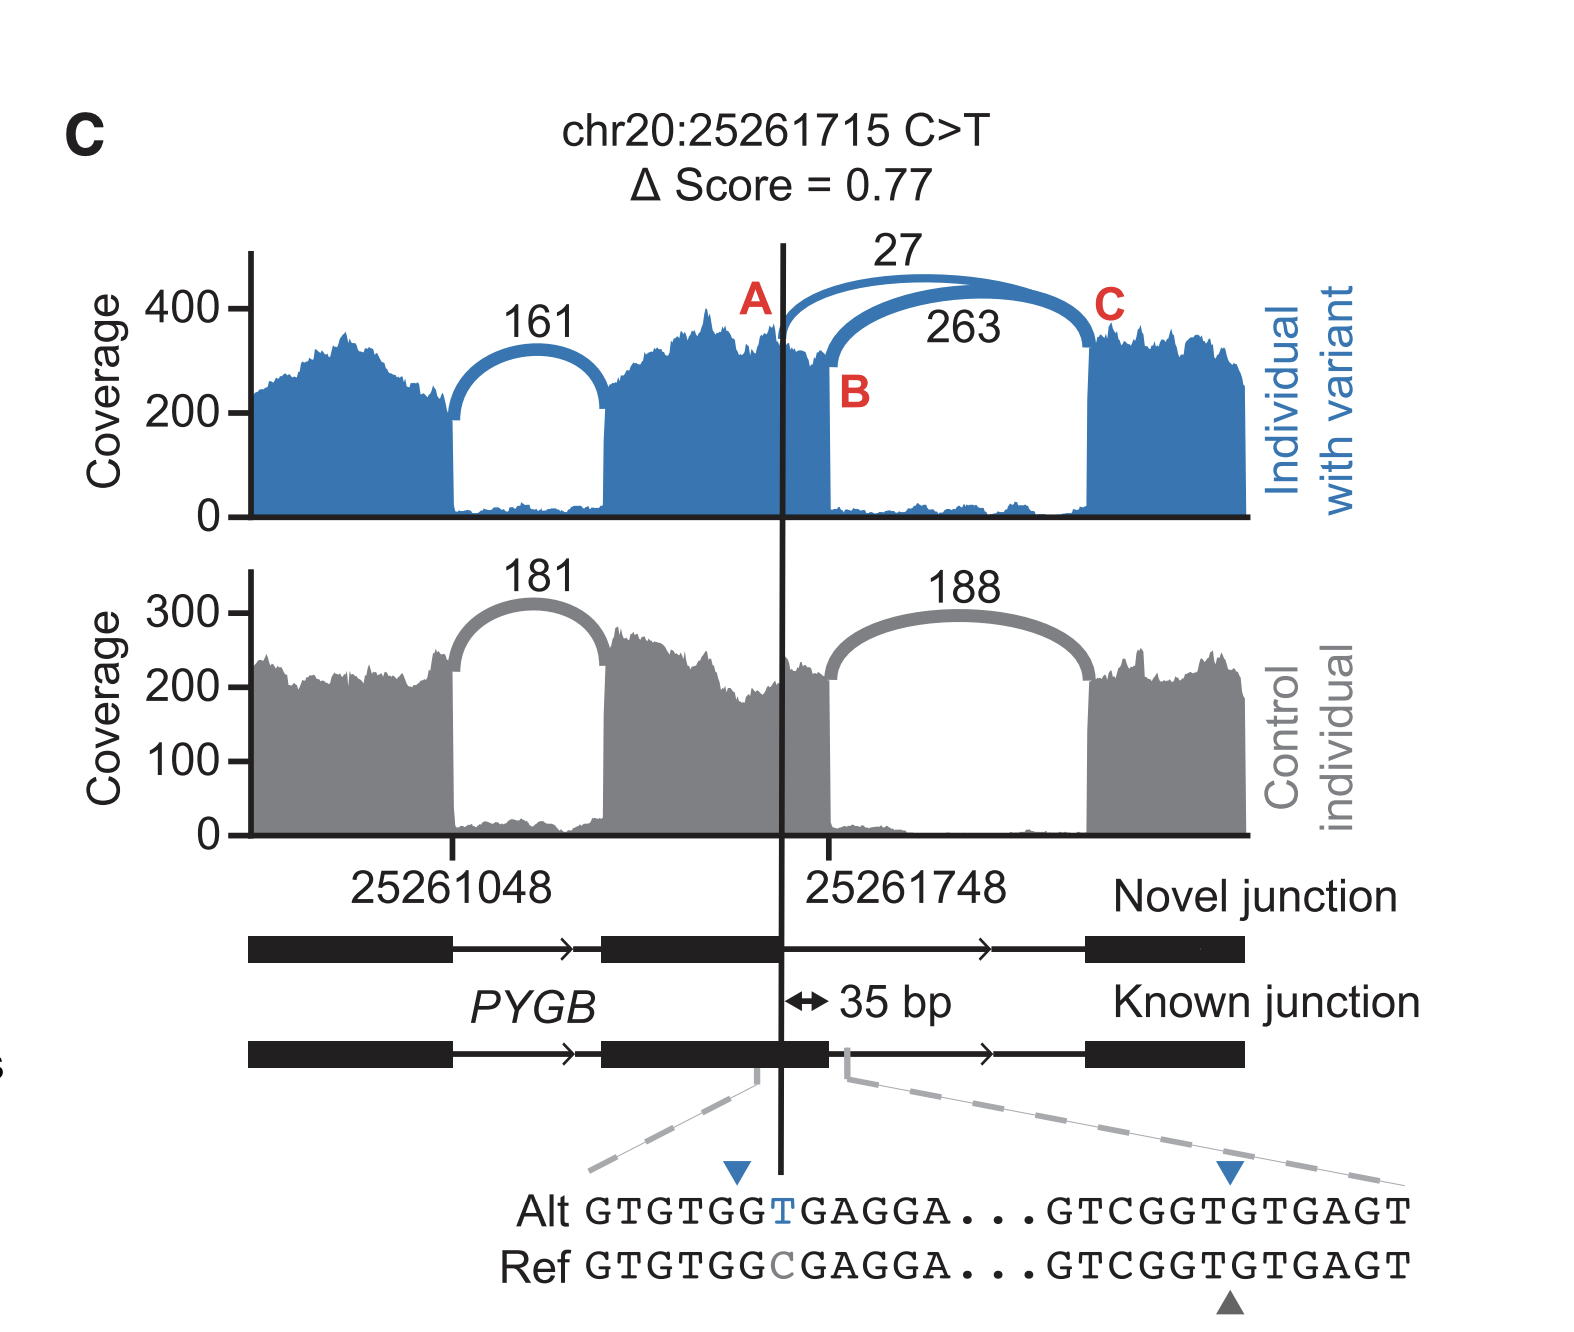 C
chr20:25261715 C>T
Δ Score = 0.77
Coverage
400
200
0
161
A
27
263
B
C
Individual
with variant
Coverage
300
200
100
0
181
188
Control
individual
25261048
25261748
Novel junction
PYGB
35 bp
Known junction
s
Alt GTGTGGTGAGGA...GTCGGTGTGAGT
Ref GTGTGGCGAGGA...GTCGGTGTGAGT